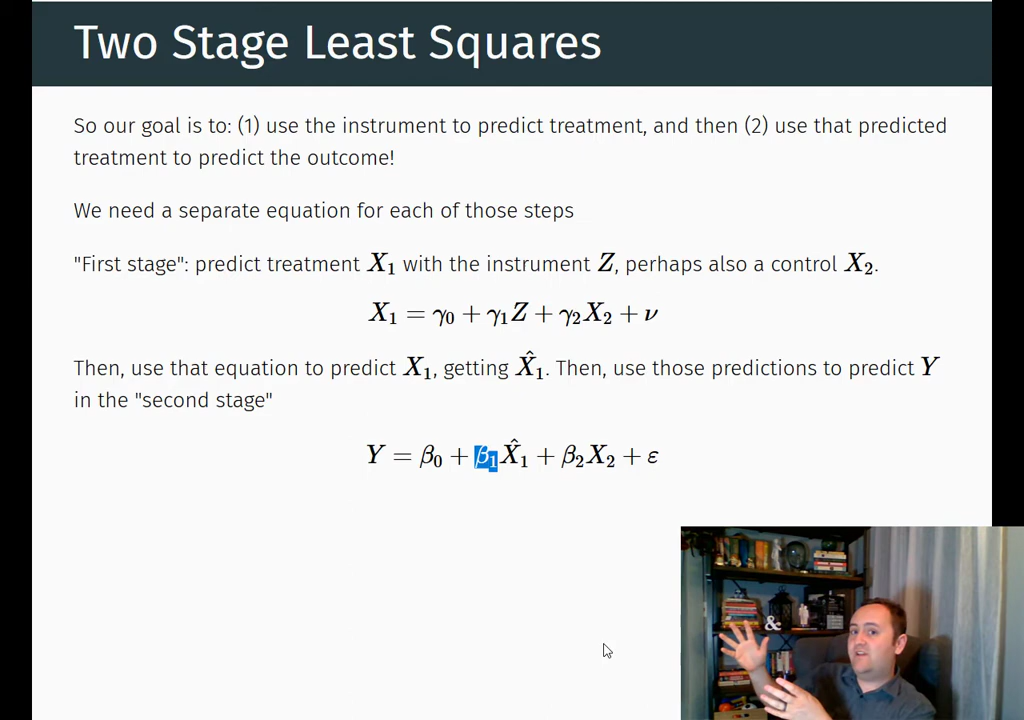 Two Stage Least Squares
So our goal is to: (1) use the instrument to predict treatment, and then (2) use that predicted
treatment to predict the outcome!
We need a separate equation for each of those steps
"First stage": predict treatment X₁ with the instrument Z, perhaps also a control X₂.
X₁ = γ₀ + γ₁Z + γ₂X₂ + ν
Then, use that equation to predict X₁, getting X̂₁. Then, use those predictions to predict Y
in the "second stage"
Y = β₀ + β₁X̂₁ + β₂X₂ + ε
&